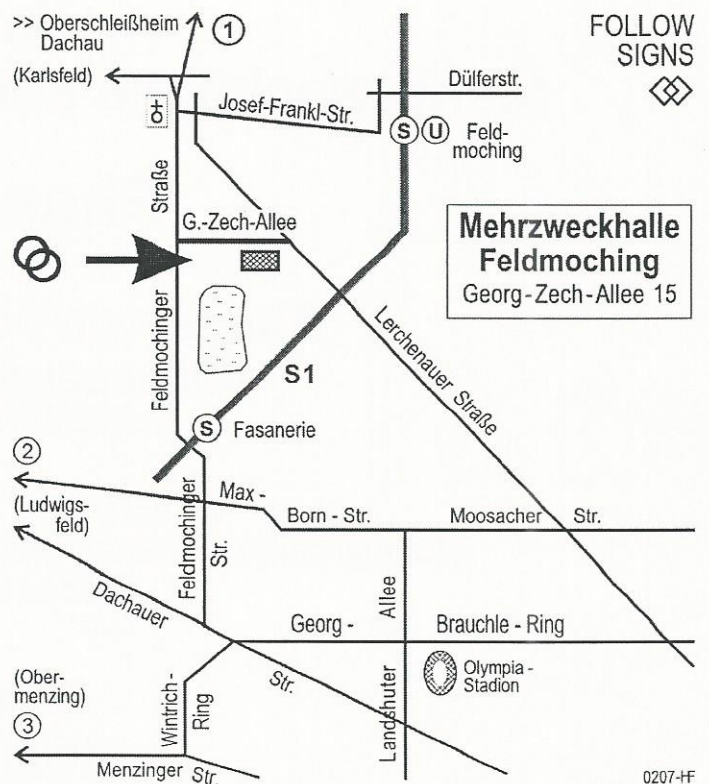 >> Oberschleißheim
Dachau
1
FOLLOW
SIGNS
(Karlsfeld)
Dülferstr.
Josef-Frankl-Str.
S U Feld-
moching
Straße
G.-Zech-Allee
Mehrzweckhalle
Feldmoching
Georg-Zech-Allee 15
Feldmochinger
Lerchenauer Straße
S1
S Fasanerie
2
(Ludwigs-
feld)
Max -
Born - Str.
Moosacher Str.
Feldmochinger
Str.
Dachauer
Str.
Allee
Landshuter
Georg - Brauchle - Ring
Olympia -
Stadion
(Ober-
menzing)
3
Wintrich-
Ring
Menzinger Str.
0207-HF